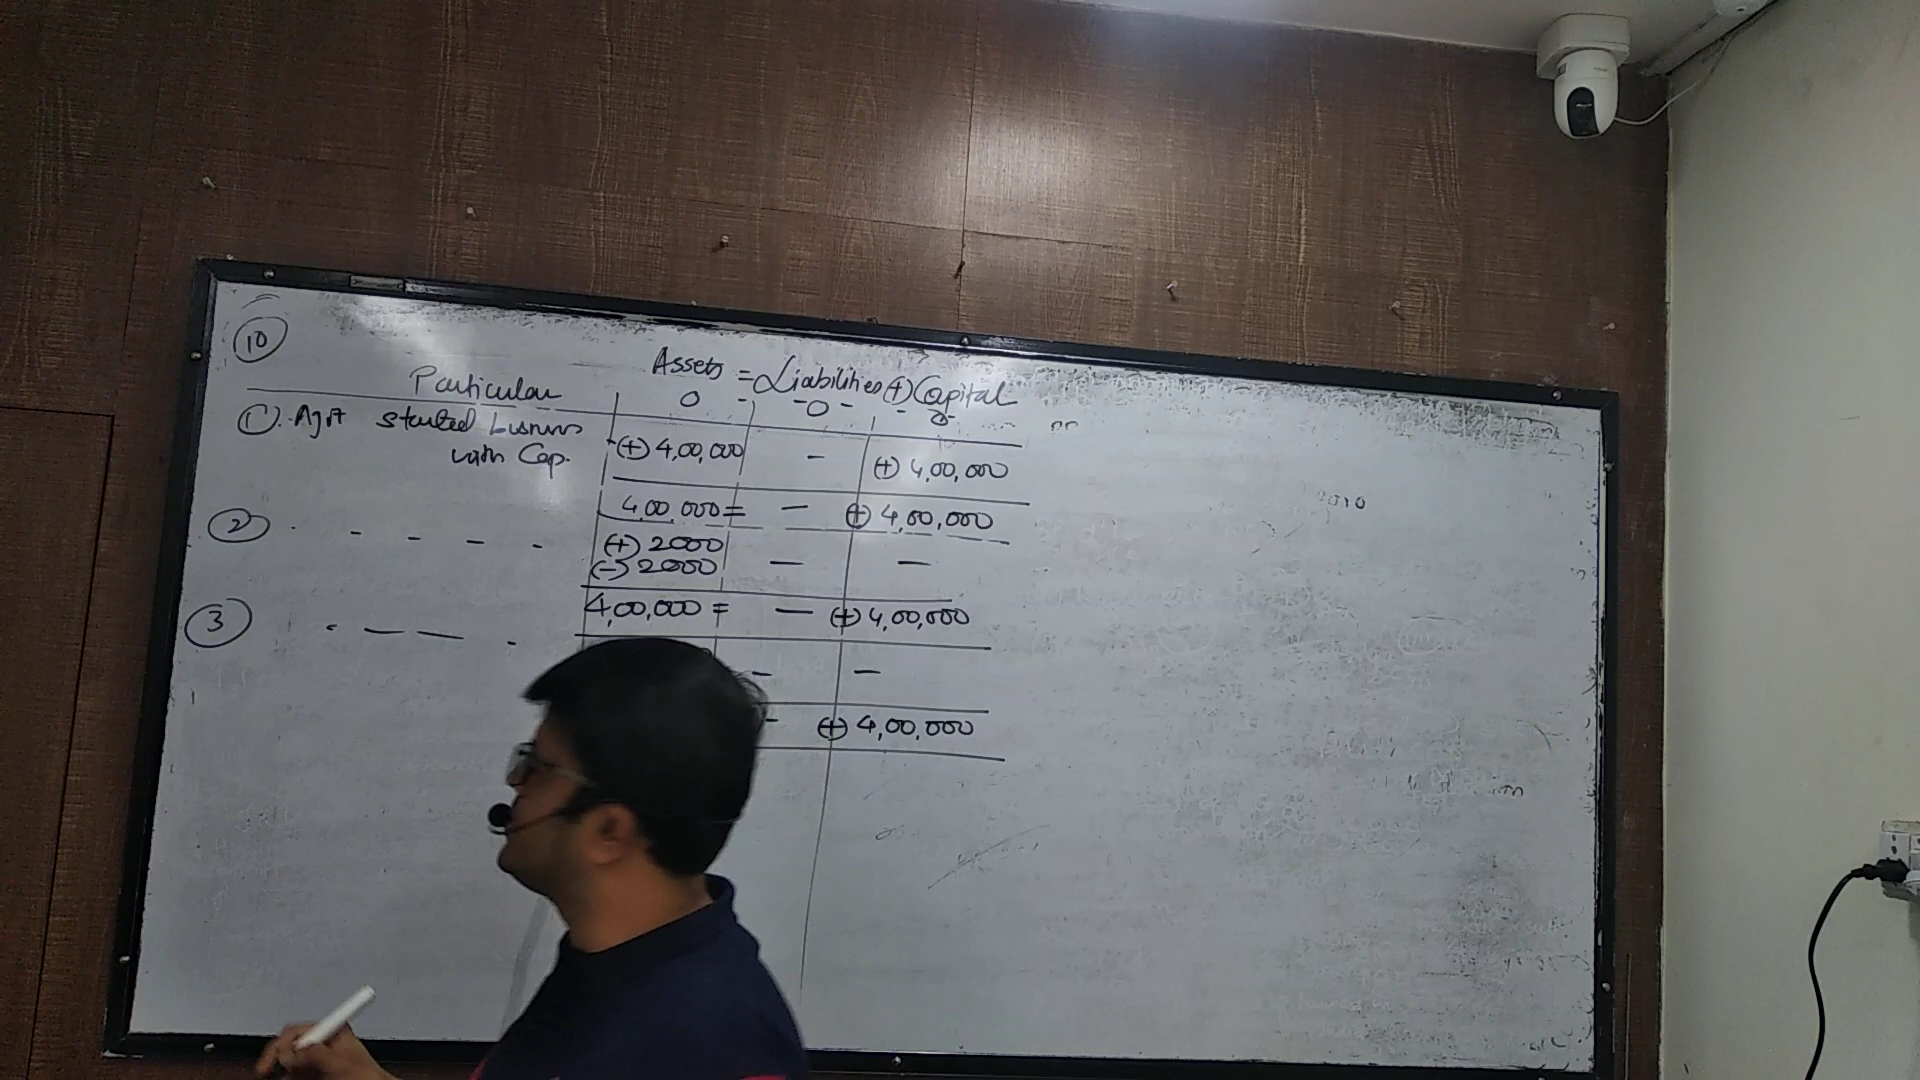 10
Assets = Liabilities (+) Capital
Particular 0 0 0
(1). Ajit started business (+) 4,00,000 - (+) 4,00,000
with Cap.
4,00,000 = - (+) 4,00,000
(2) (+) 2000
(-) 2000 - -
4,00,000 = - (+) 4,00,000
(3)
- -
- (+) 4,00,000